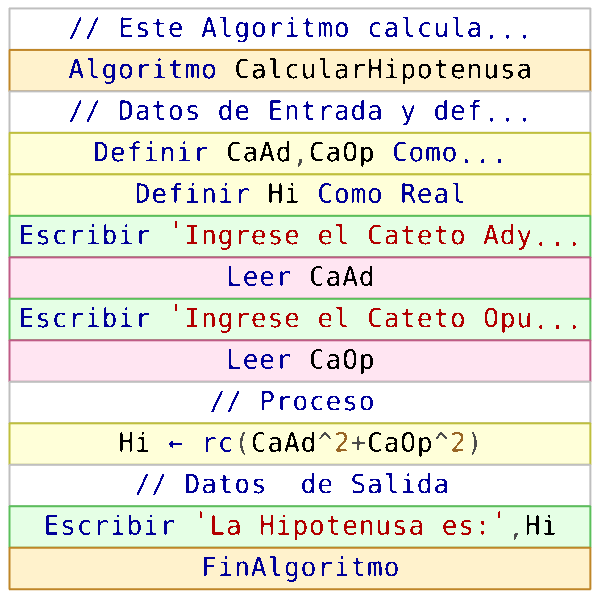 // Este Algoritmo calcula...
Algoritmo CalcularHipotenusa
// Datos de Entrada y def...
Definir CaAd,CaOp Como...
Definir Hi Como Real
Escribir 'Ingrese el Cateto Ady...
Leer CaAd
Escribir 'Ingrese el Cateto Opu...
Leer CaOp
// Proceso
Hi ← rc(CaAd^2+CaOp^2)
// Datos  de Salida
Escribir 'La Hipotenusa es:',Hi
FinAlgoritmo